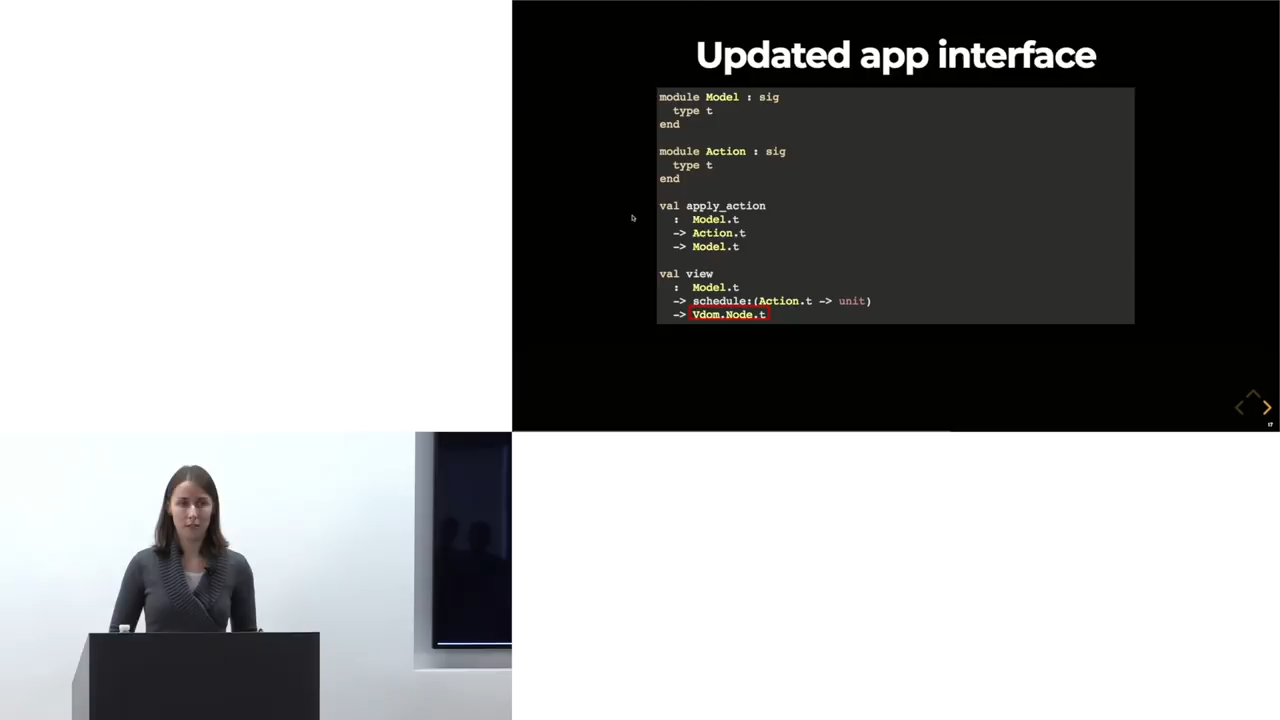 Updated app interface
module Model : sig
  type t
end
module Action : sig
  type t
end
val apply_action
  :  Model.t
  -> Action.t
  -> Model.t
val view
  :  Model.t
  -> schedule:(Action.t -> unit)
  -> Vdom.Node.t
17